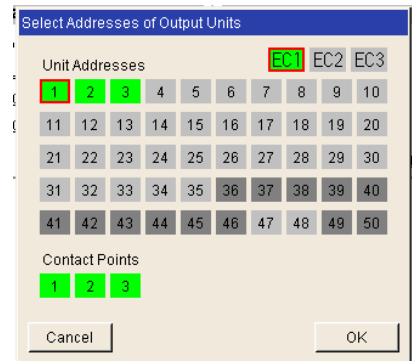 Select Addresses of Output Units
Unit Addresses EC1 EC2 EC3
1 2 3 4 5 6 7 8 9 10
11 12 13 14 15 16 17 18 19 20
21 22 23 24 25 26 27 28 29 30
31 32 33 34 35 36 37 38 39 40
41 42 43 44 45 46 47 48 49 50
Contact Points
1 2 3
Cancel OK